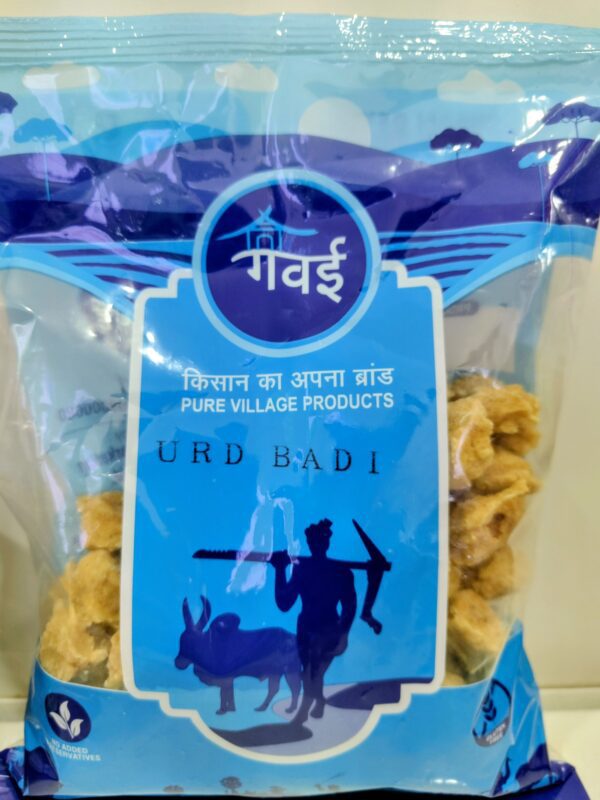 गवई
किसान का अपना ब्रांड
PURE VILLAGE PRODUCTS
URD BADI
NO ADDED
PRESERVATIVES